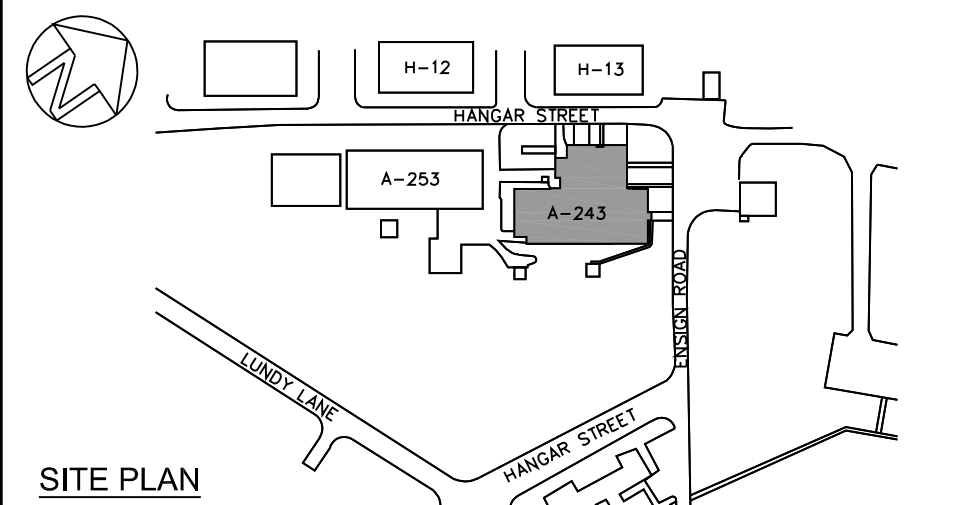 N
H-12
H-13
HANGAR STREET
A-253
A-243
ENSIGN ROAD
LUNDY LANE
HANGAR STREET
SITE PLAN